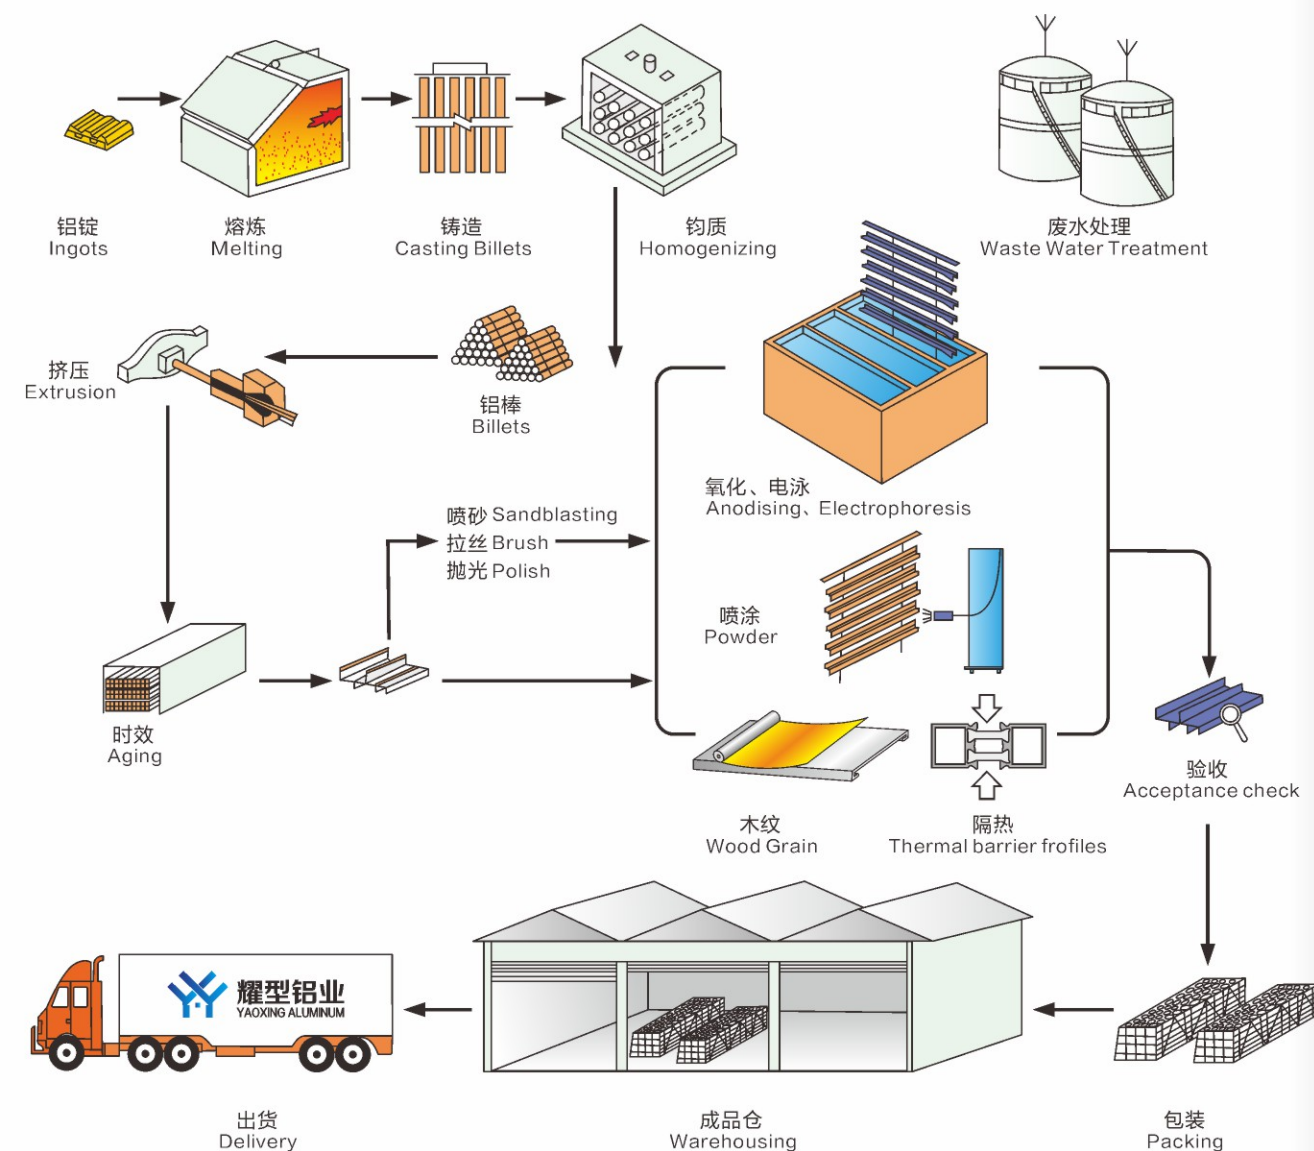 铝锭
Ingots
熔炼
Melting
铸造
Casting Billets
钧质
Homogenizing
废水处理
Waste Water Treatment
挤压
Extrusion
铝棒
Billets
氧化、电泳
Anodising、Electrophoresis
喷砂 Sandblasting
拉丝 Brush
抛光 Polish
喷涂
Powder
时效
Aging
木纹
Wood Grain
隔热
Thermal barrier frofiles
验收
Acceptance check
耀型铝业
YAOXING ALUMINUM
出货
Delivery
成品仓
Warehousing
包装
Packing